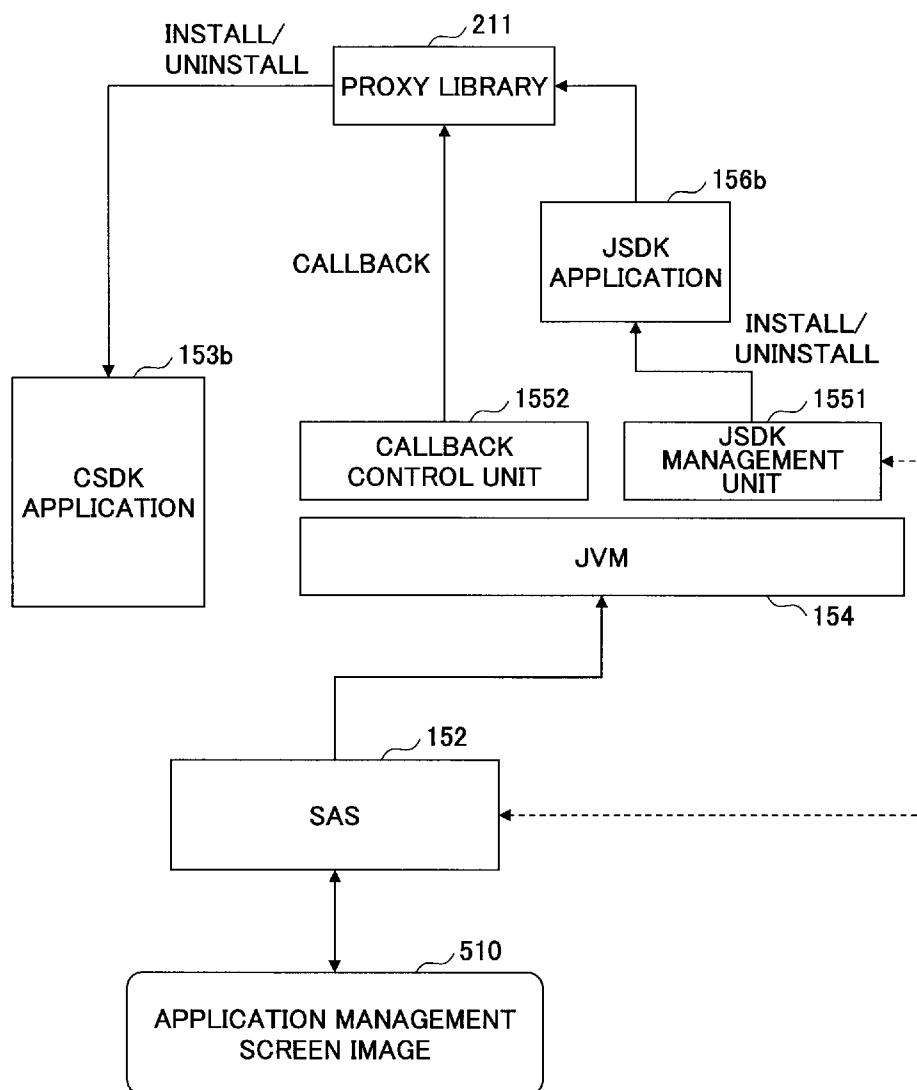 211
INSTALL/
UNINSTALL
PROXY LIBRARY
156b
JSDK
APPLICATION
CALLBACK
INSTALL/
UNINSTALL
153b
CSDK
APPLICATION
1552
CALLBACK
CONTROL UNIT
1551
JSDK
MANAGEMENT
UNIT
JVM
154
152
SAS
510
APPLICATION MANAGEMENT
SCREEN IMAGE